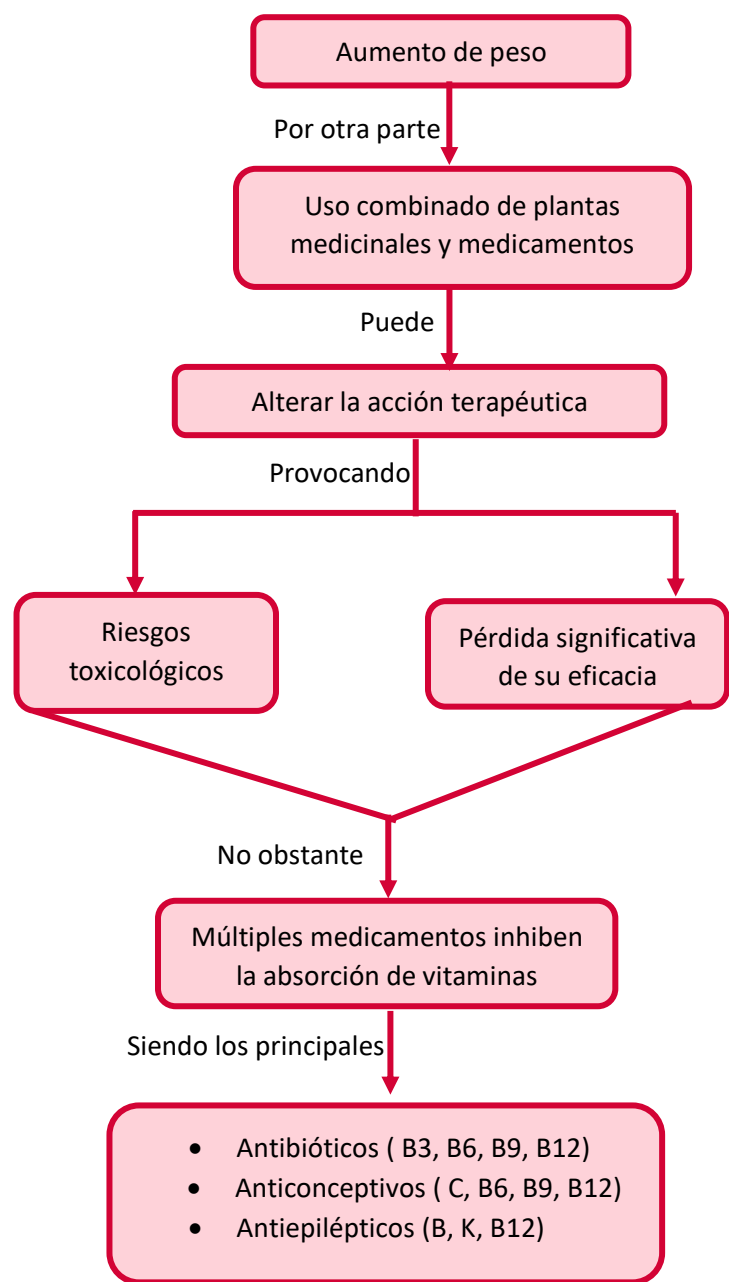 Aumento de peso
Por otra parte
Uso combinado de plantas
medicinales y medicamentos
Puede
Alterar la acción terapéutica
Provocando
Riesgos
toxicológicos
Pérdida significativa
de su eficacia
No obstante
Múltiples medicamentos inhiben
la absorción de vitaminas
Siendo los principales
• Antibióticos ( B3, B6, B9, B12)
• Anticonceptivos ( C, B6, B9, B12)
• Antiepilépticos (B, K, B12)